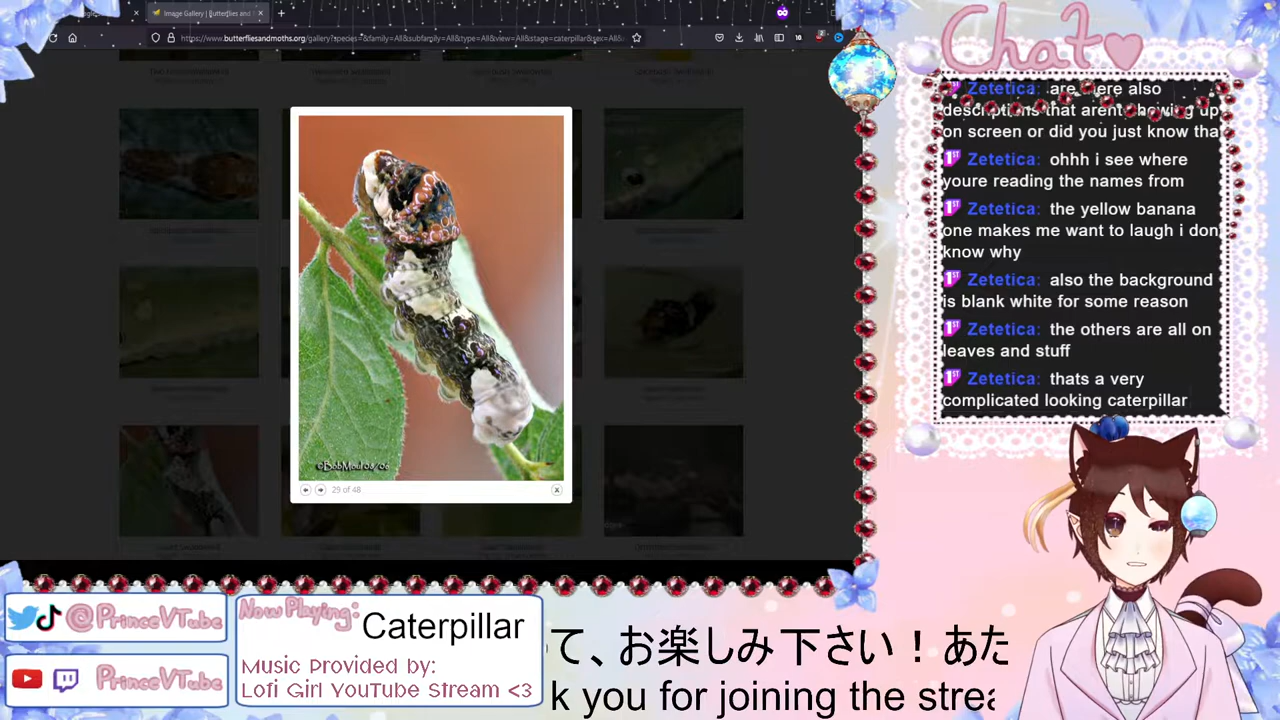 Image Gallery | Butterflies and
https://www.butterfliesandmoths.org/gallery?species=&family=All&subfamily=All&type=All&view=All&stage=caterpillar&sex=All&
©BobMoul08/06
29 of 48
Chat
Zetetica: are there also
descriptions that arent showing up
on screen or did you just know tha
Zetetica: ohhh i see where
youre reading the names from
Zetetica: the yellow banana
one makes me want to laugh i don
know why
Zetetica: also the background
is blank white for some reason
Zetetica: the others are all on
leaves and stuff
Zetetica: thats a very
complicated looking caterpillar
@PrinceVTube
PrinceVTube
Now Playing:
Caterpillar
Music Provided by:
Lofi Girl YouTube Stream <3
て、お楽しみ下さい！あた
k you for joining the strea